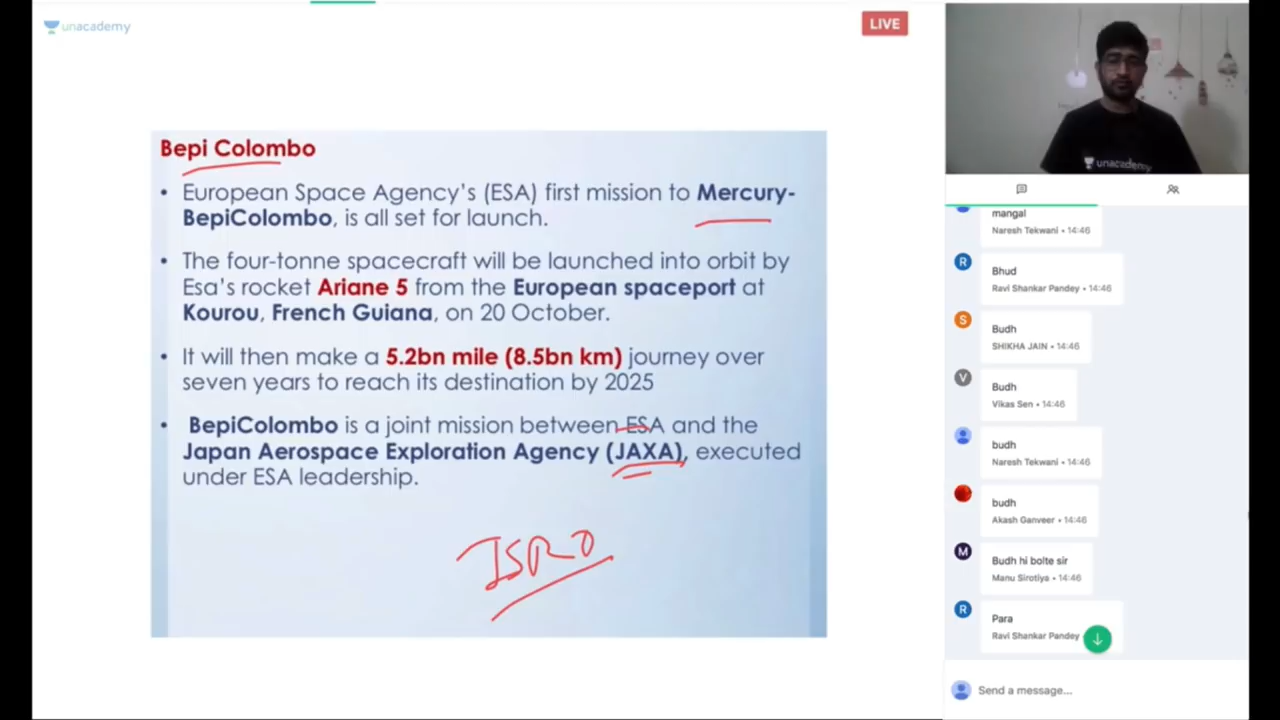 unacademy
LIVE
Bepi Colombo
• European Space Agency's (ESA) first mission to Mercury-
BepiColombo, is all set for launch.
• The four-tonne spacecraft will be launched into orbit by
Esa's rocket Ariane 5 from the European spaceport at
Kourou, French Guiana, on 20 October.
• It will then make a 5.2bn mile (8.5bn km) journey over
seven years to reach its destination by 2025
• BepiColombo is a joint mission between ESA and the
Japan Aerospace Exploration Agency (JAXA), executed
under ESA leadership.
ISRO
unacademy
mangal
Naresh Tekwani • 14:46
R
Bhud
Ravi Shankar Pandey • 14:46
S
Budh
SHIKHA JAIN • 14:46
V
Budh
Vikas Sen • 14:46
budh
Naresh Tekwani • 14:46
budh
Akash Ganveer • 14:46
M
Budh hi bolte sir
Manu Sirotiya • 14:46
R
Para
Ravi Shankar Pandey
Send a message...